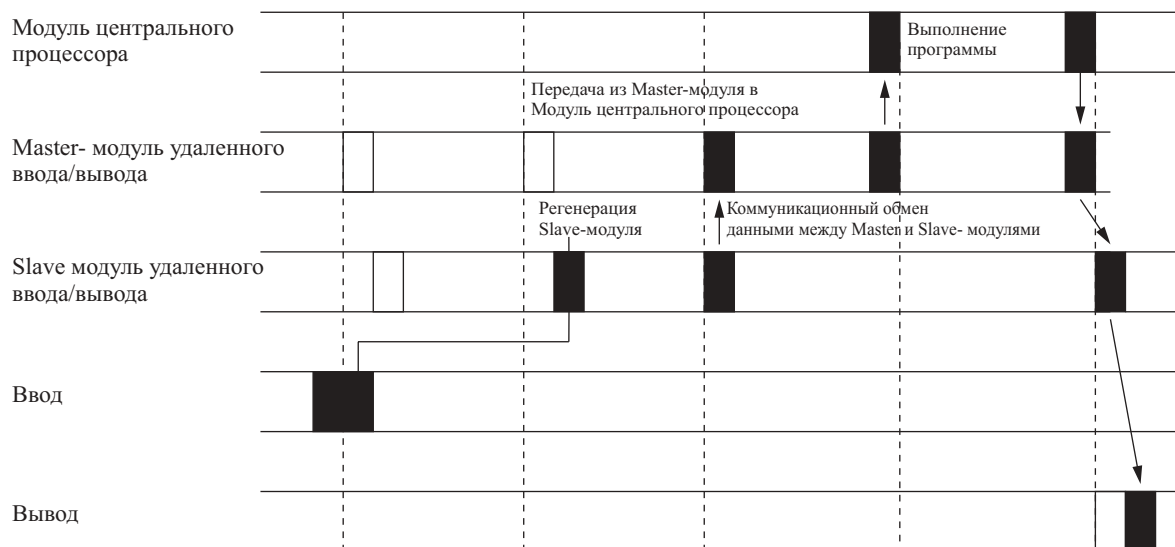 Модуль центрального
процессора
Выполнение
программы
Передача из Master-модуля в
Модуль центрального процессора
Master- модуль удаленного
ввода/вывода
Регенерация
Slave-модуля
Коммуникационный обмен
данными между Master и Slave- модулями
Slave модуль удаленного
ввода/вывода
Ввод
Вывод